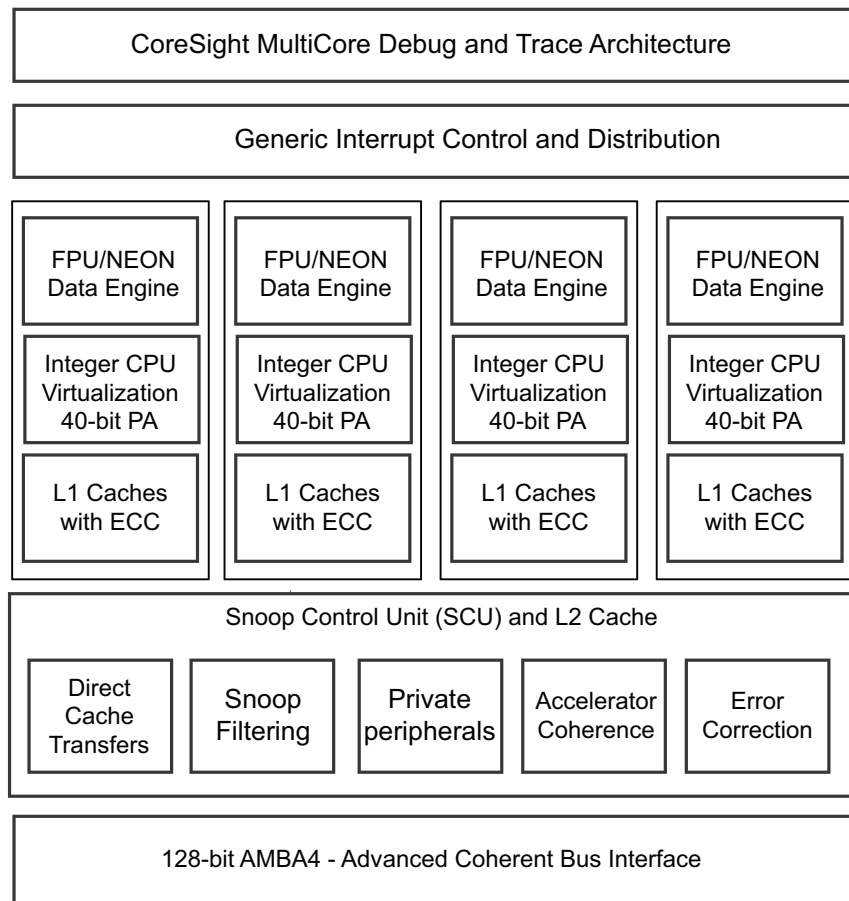 CoreSight MultiCore Debug and Trace Architecture
Generic Interrupt Control and Distribution
FPU/NEON
Data Engine
Integer CPU
Virtualization
40-bit PA
L1 Caches
with ECC
FPU/NEON
Data Engine
Integer CPU
Virtualization
40-bit PA
L1 Caches
with ECC
FPU/NEON
Data Engine
Integer CPU
Virtualization
40-bit PA
L1 Caches
with ECC
FPU/NEON
Data Engine
Integer CPU
Virtualization
40-bit PA
L1 Caches
with ECC
Snoop Control Unit (SCU) and L2 Cache
Direct
Cache
Transfers
Snoop
Filtering
Private
peripherals
Accelerator
Coherence
Error
Correction
128-bit AMBA4 - Advanced Coherent Bus Interface